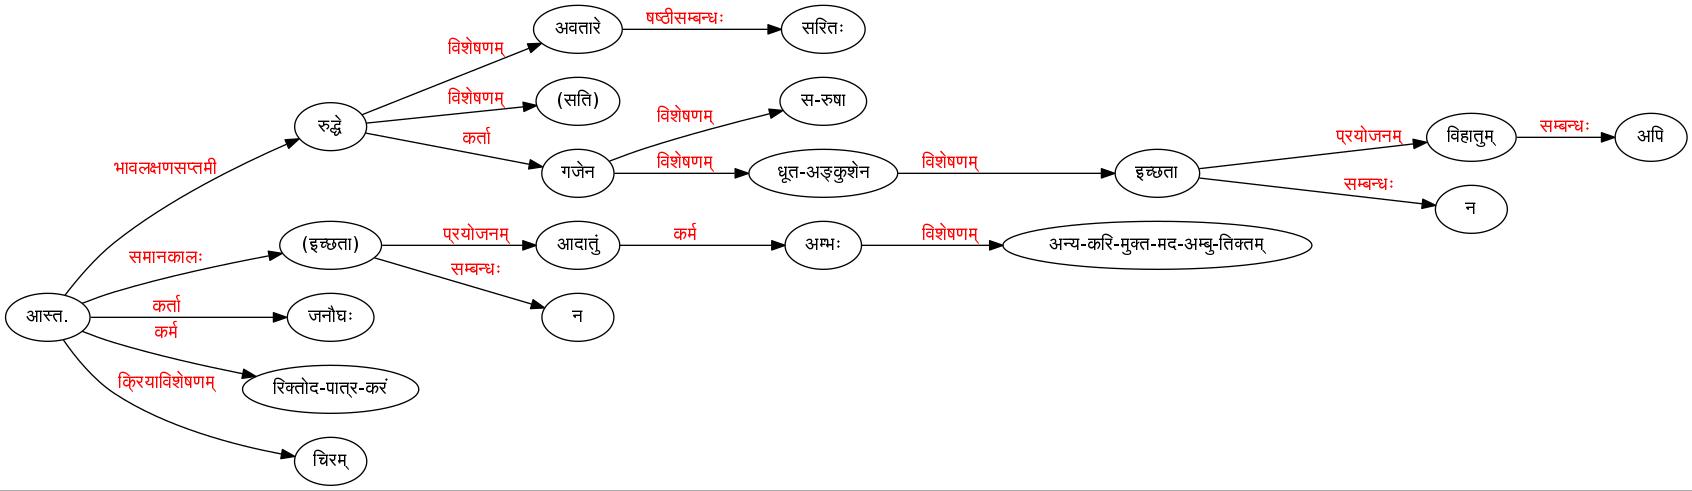 अवतारे
षष्ठीसम्बन्धः
सरितः
विशेषणम्
विशेषणम्
(सति)
विशेषणम्
स-रुषा
रुद्धे
कर्ता
गजेन
विशेषणम्
धूत-अङ्कुशेन
विशेषणम्
इच्छता
प्रयोजनम्
विहातुम्
सम्बन्धः
अपि
सम्बन्धः
न
भावलक्षणसप्तमी
समानकालः
(इच्छता)
प्रयोजनम्
आदातुं
कर्म
अम्भः
विशेषणम्
अन्य-करि-मुक्त-मद-अम्बु-तिक्तम्
सम्बन्धः
न
आस्त.
कर्ता
जनौघः
कर्म
रिक्तोद-पात्र-करं
क्रियाविशेषणम्
चिरम्